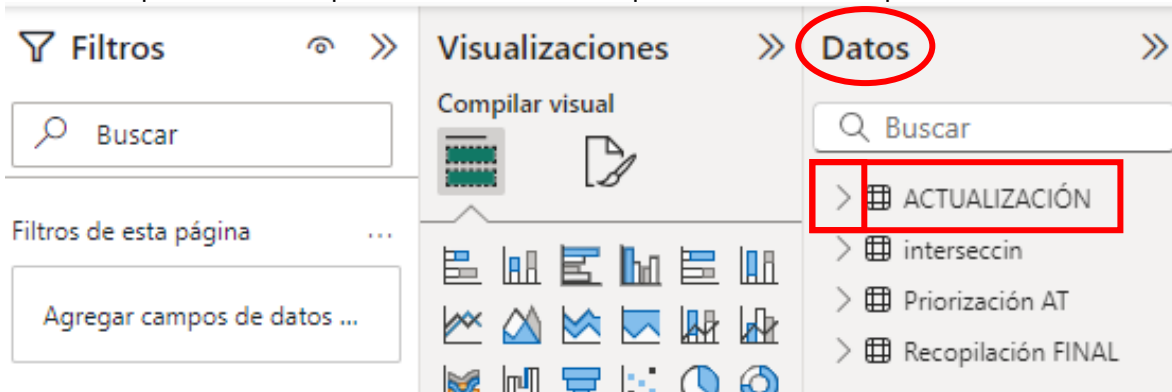 Filtros
Buscar
Filtros de esta página
...
Agregar campos de datos ...
Visualizaciones
Compilar visual
Datos
Buscar
ACTUALIZACIÓN
interseccin
Priorización AT
Recopilación FINAL